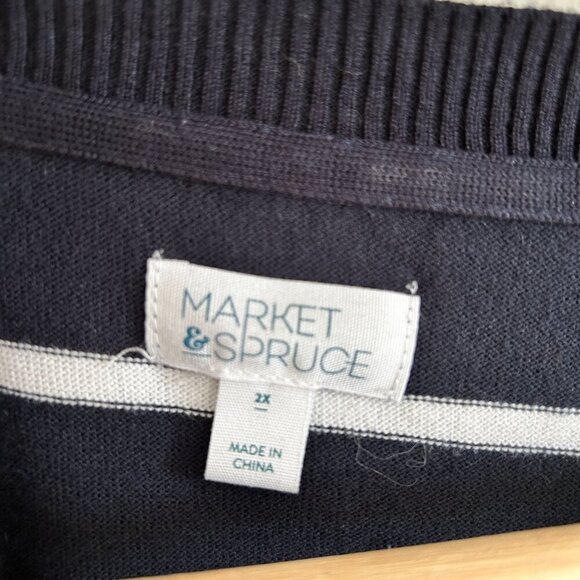 MARKET
& SPRUCE
2X
MADE IN
CHINA